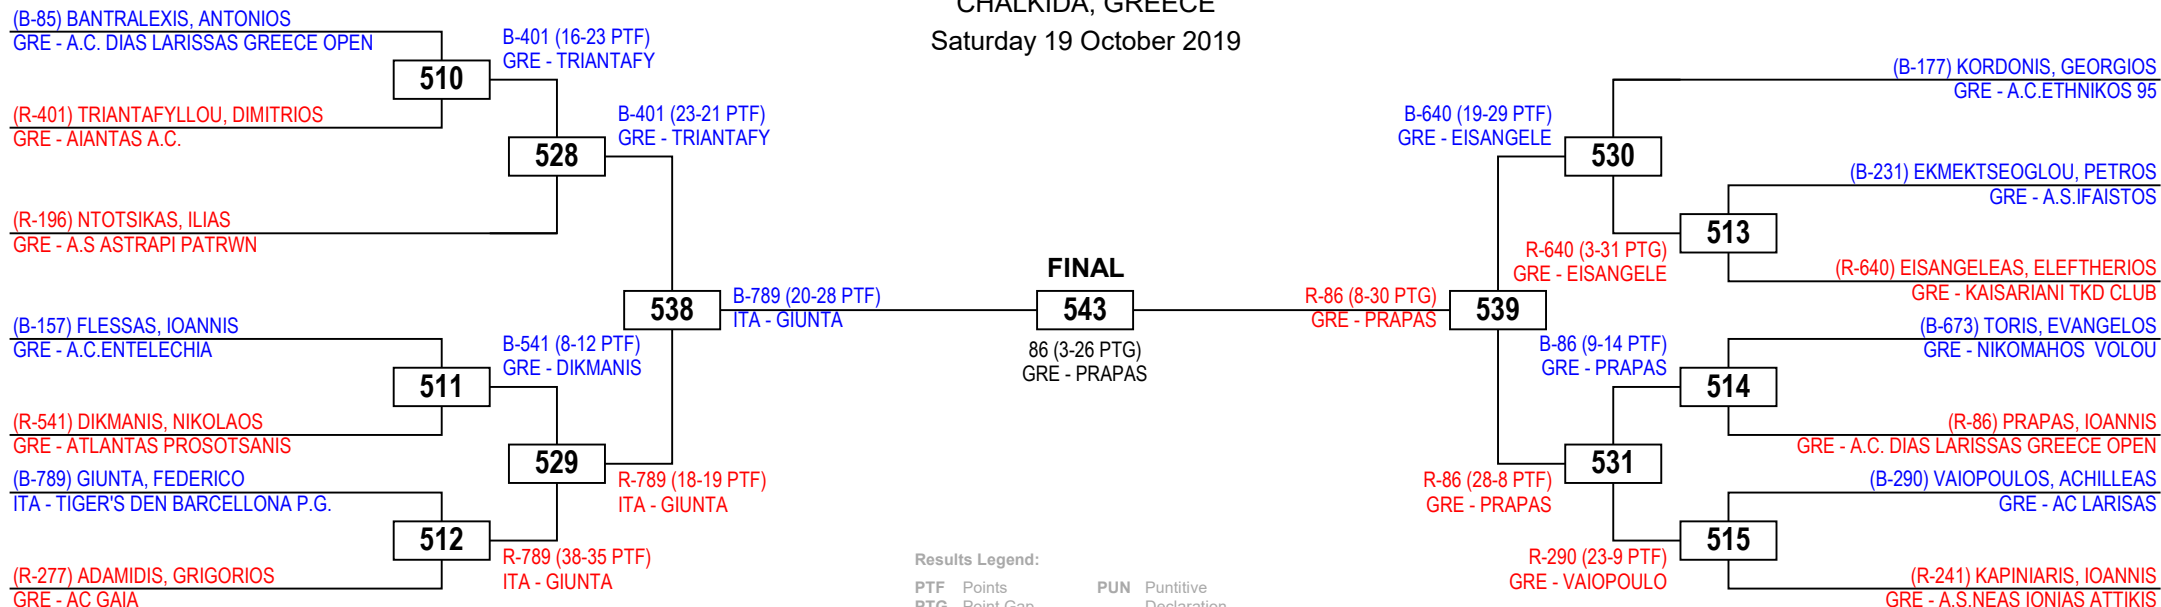 CHALKIDA, GREECE
Saturday 19 October 2019
(B-85) BANTRALEXIS, ANTONIOS
GRE - A.C. DIAS LARISSAS GREECE OPEN
510
(R-401) TRIANTAFYLLOU, DIMITRIOS
GRE - AIANTAS A.C.
B-401 (16-23 PTF)
GRE - TRIANTAFY
528
(R-196) NTOTSIKAS, ILIAS
GRE - A.S ASTRAPI PATRWN
B-401 (23-21 PTF)
GRE - TRIANTAFY
538
(B-157) FLESSAS, IOANNIS
GRE - A.C.ENTELECHIA
511
(R-541) DIKMANIS, NIKOLAOS
GRE - ATLANTAS PROSOTSANIS
B-541 (8-12 PTF)
GRE - DIKMANIS
529
(B-789) GIUNTA, FEDERICO
ITA - TIGER'S DEN BARCELLONA P.G.
512
(R-277) ADAMIDIS, GRIGORIOS
GRE - AC GAIA
R-789 (38-35 PTF)
ITA - GIUNTA
R-789 (18-19 PTF)
ITA - GIUNTA
B-789 (20-28 PTF)
ITA - GIUNTA
FINAL
543
86 (3-26 PTG)
GRE - PRAPAS
R-86 (8-30 PTG)
GRE - PRAPAS
539
B-640 (19-29 PTF)
GRE - EISANGELE
530
(B-177) KORDONIS, GEORGIOS
GRE - A.C.ETHNIKOS 95
(B-231) EKMEKTSEOGLOU, PETROS
GRE - A.S.IFAISTOS
513
R-640 (3-31 PTG)
GRE - EISANGELE
(R-640) EISANGELEAS, ELEFTHERIOS
GRE - KAISARIANI TKD CLUB
(B-673) TORIS, EVANGELOS
GRE - NIKOMAHOS VOLOU
B-86 (9-14 PTF)
GRE - PRAPAS
514
(R-86) PRAPAS, IOANNIS
GRE - A.C. DIAS LARISSAS GREECE OPEN
531
R-86 (28-8 PTF)
GRE - PRAPAS
(B-290) VAIOPOULOS, ACHILLEAS
GRE - AC LARISAS
515
R-290 (23-9 PTF)
GRE - VAIOPOULO
(R-241) KAPINIARIS, IOANNIS
GRE - A.S.NEAS IONIAS ATTIKIS
Results Legend:
PTF Points PUN Puntitive
PTG Point Gap Declaration